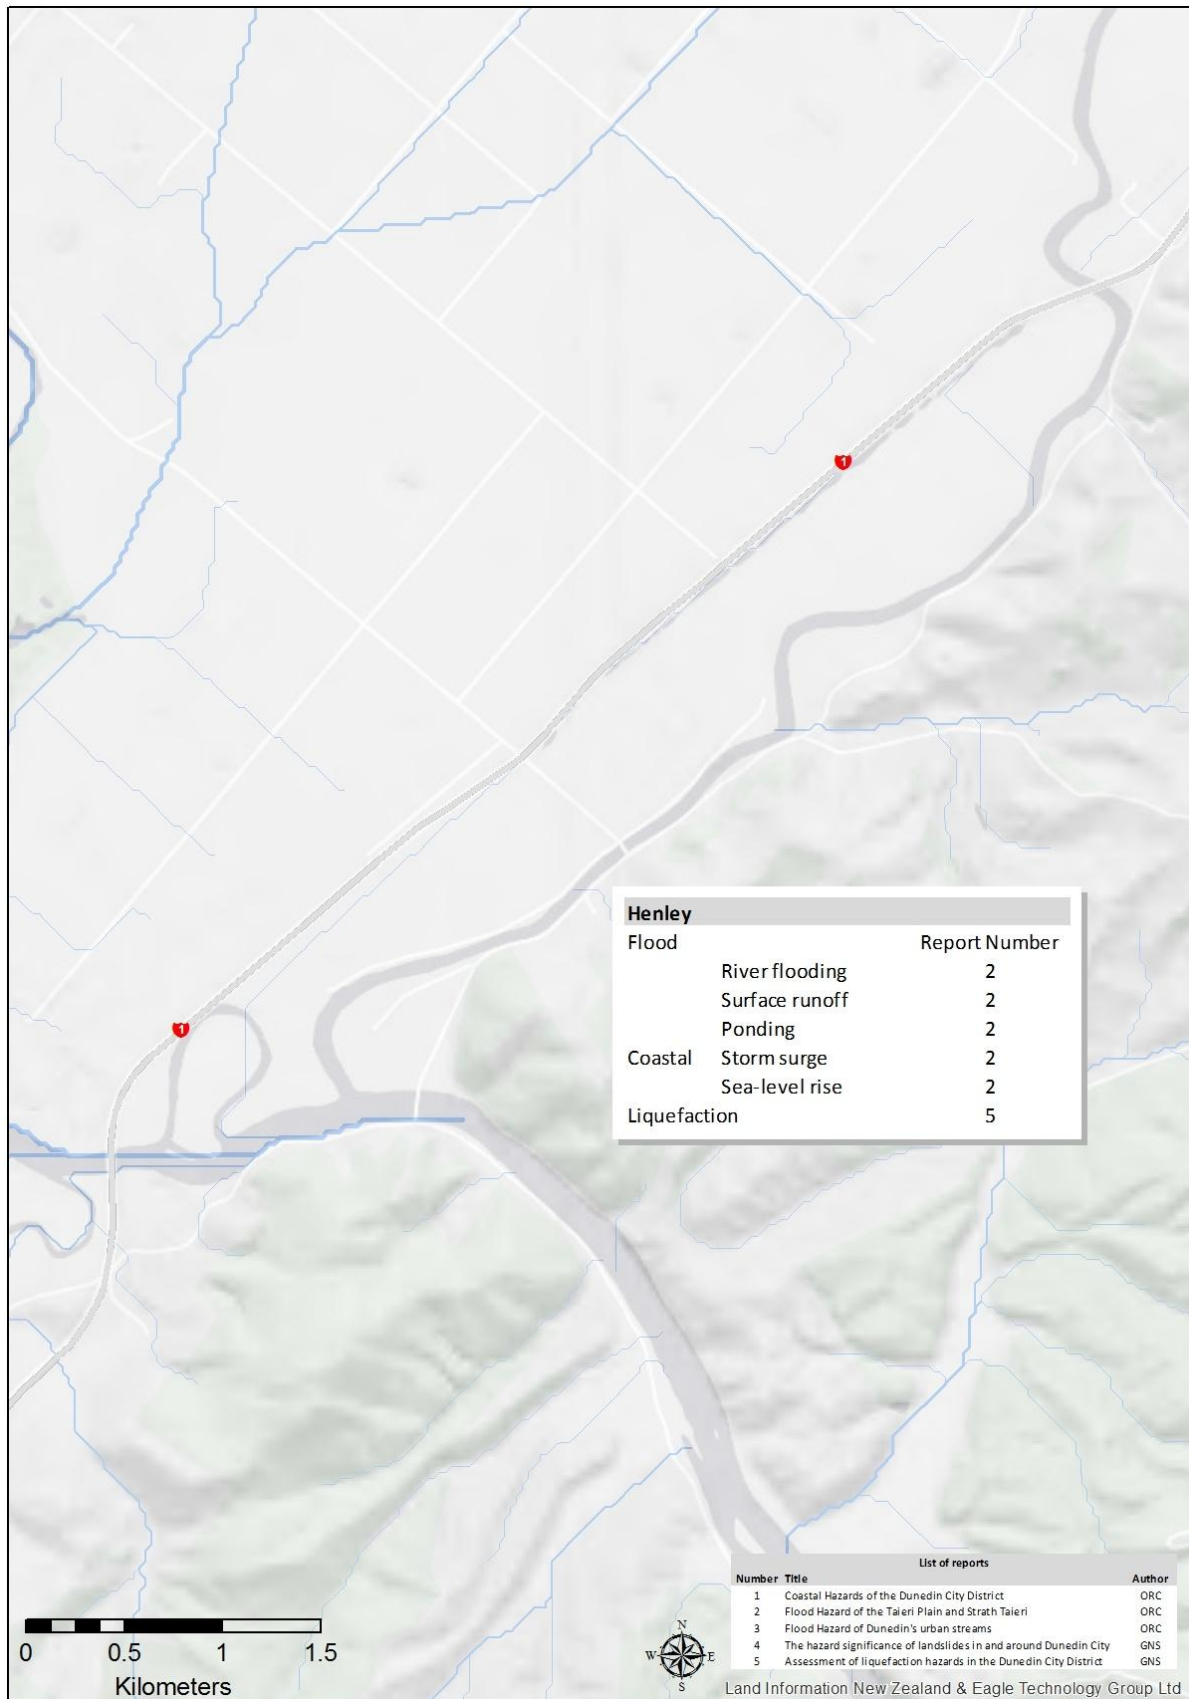 1
1
Henley
Flood Report Number
River flooding 2
Surface runoff 2
Ponding 2
Coastal Storm surge 2
Sea-level rise 2
Liquefaction 5
List of reports
Number Title Author
1 Coastal Hazards of the Dunedin City District ORC
2 Flood Hazard of the Taieri Plain and Strath Taieri ORC
3 Flood Hazard of Dunedin's urban streams ORC
4 The hazard significance of landslides in and around Dunedin City GNS
5 Assessment of liquefaction hazards in the Dunedin City District GNS
N
W E
S
0 0.5 1 1.5
Kilometers
Land Information New Zealand & Eagle Technology Group Ltd